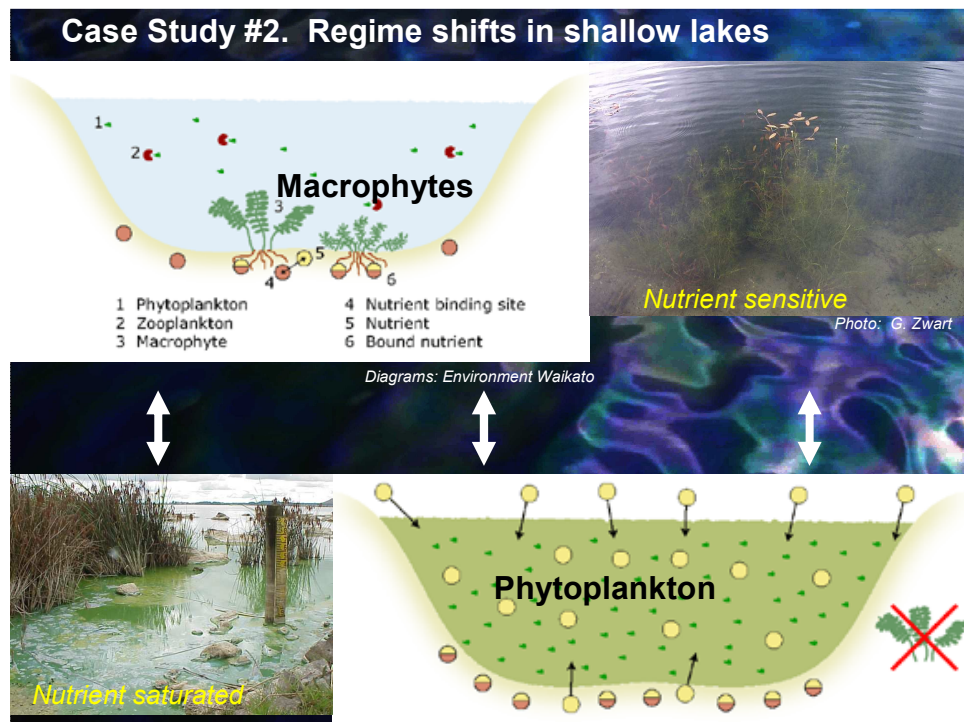 Case Study #2. Regime shifts in shallow lakes
1
2
Macrophytes
3
5
4
6
1 Phytoplankton
2 Zooplankton
3 Macrophyte
4 Nutrient binding site
5 Nutrient
6 Bound nutrient
Nutrient sensitive
Photo: G. Zwart
Diagrams: Environment Waikato
Nutrient saturated
Phytoplankton